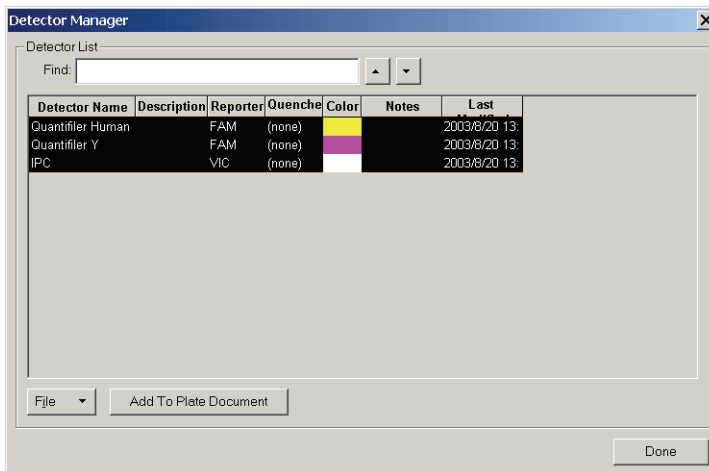 Detector Manager
Detector List
Find:
Detector Name Description Reporter Quenche Color Notes Last
Quantifiler Human FAM (none) 2003/8/20 13:
Quantifiler Y FAM (none) 2003/8/20 13:
IPC VIC (none) 2003/8/20 13:
File Add To Plate Document
Done